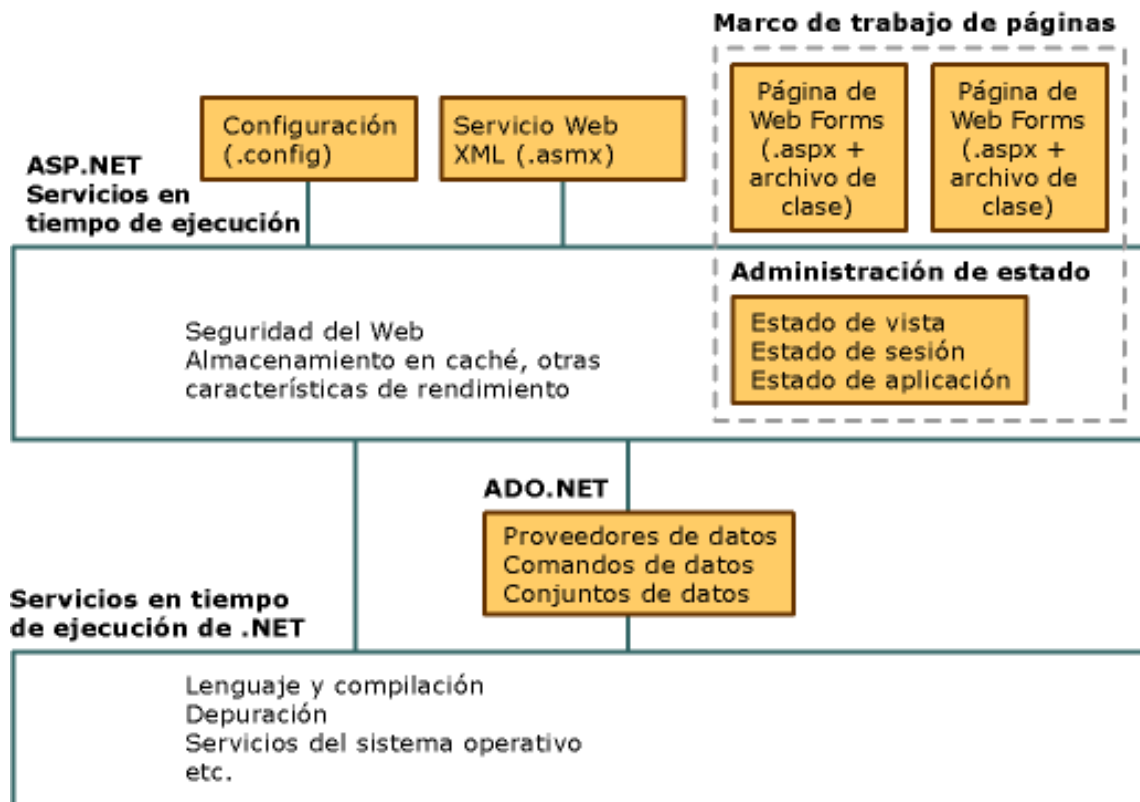 Marco de trabajo de páginas
Página de
Web Forms
(.aspx +
archivo de
clase)
Página de
Web Forms
(.aspx +
archivo de
clase)
Configuración
(.config)
Servicio Web
XML (.asmx)
ASP.NET
Servicios en
tiempo de ejecución
Administración de estado
Estado de vista
Estado de sesión
Estado de aplicación
Seguridad del Web
Almacenamiento en caché, otras
características de rendimiento
ADO.NET
Proveedores de datos
Comandos de datos
Conjuntos de datos
Servicios en tiempo
de ejecución de .NET
Lenguaje y compilación
Depuración
Servicios del sistema operativo
etc.